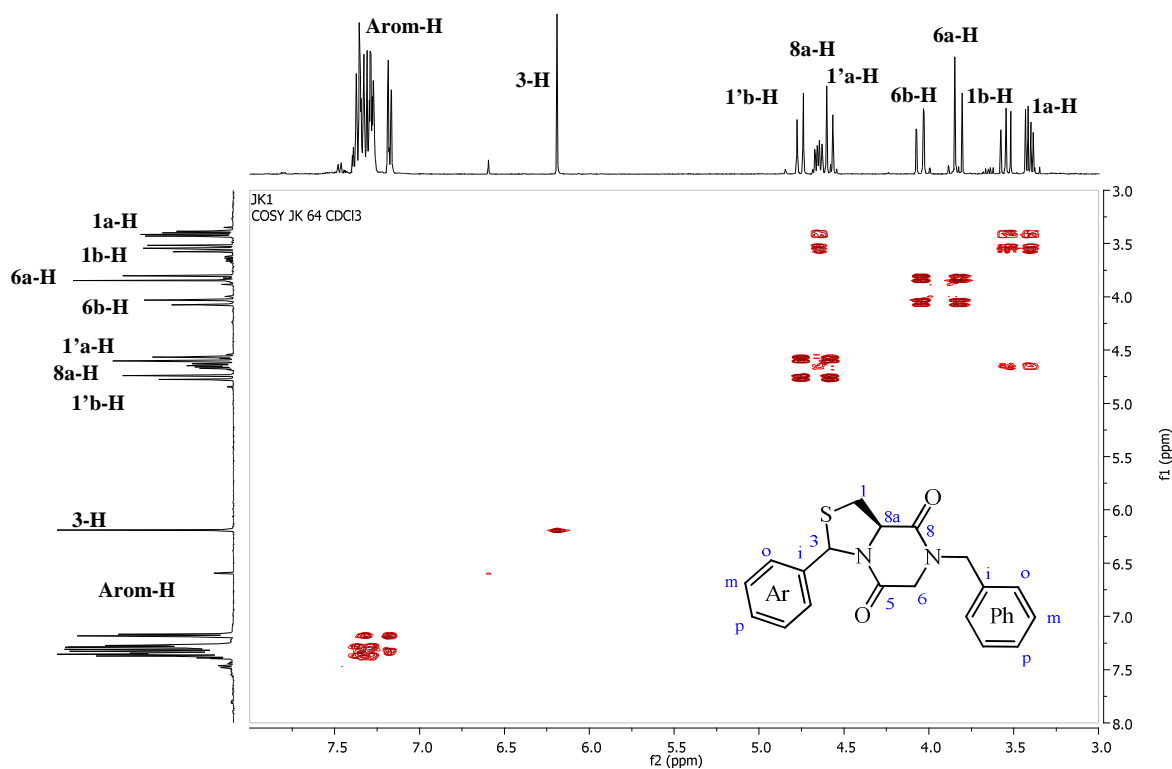 Arom-H
6a-H
8a-H
3-H
1'a-H
1'b-H
6b-H
1b-H
1a-H
JK1
COSY JK 64 CDCl3
1a-H
1b-H
6a-H
6b-H
1'a-H
8a-H
1'b-H
3-H
Arom-H
3.0
3.5
4.0
4.5
5.0
5.5
6.0
6.5
7.0
7.5
8.0
f1 (ppm)
1
O
S
8a
8
3
N
N
o
i
i
o
m
Ar
5
6
Ph
m
O
p
p
7.5
7.0
6.5
6.0
5.5
5.0
4.5
4.0
3.5
3.0
f2 (ppm)